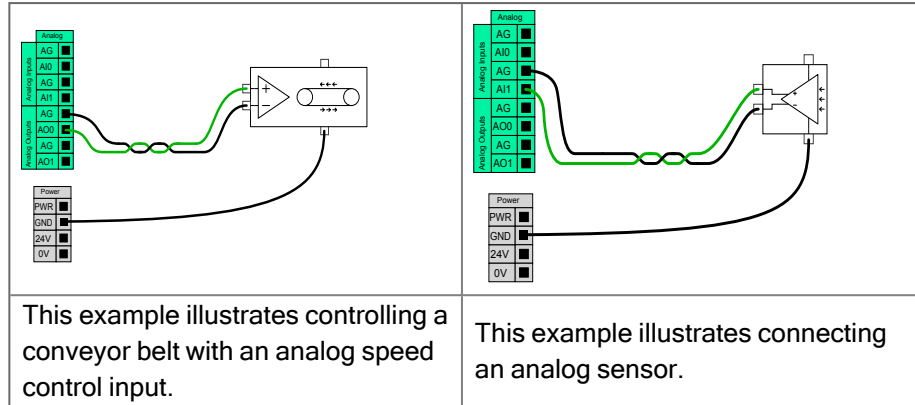 Analog
Analog Inputs
AG
AI0
AG
AI1
Analog Outputs
AG
AO0
AG
AO1
Power
PWR
GND
24V
0V
+
−
This example illustrates controlling a
conveyor belt with an analog speed
control input.
Analog
Analog Inputs
AG
AI0
AG
AI1
Analog Outputs
AG
AO0
AG
AO1
Power
PWR
GND
24V
0V
+
-
This example illustrates connecting
an analog sensor.